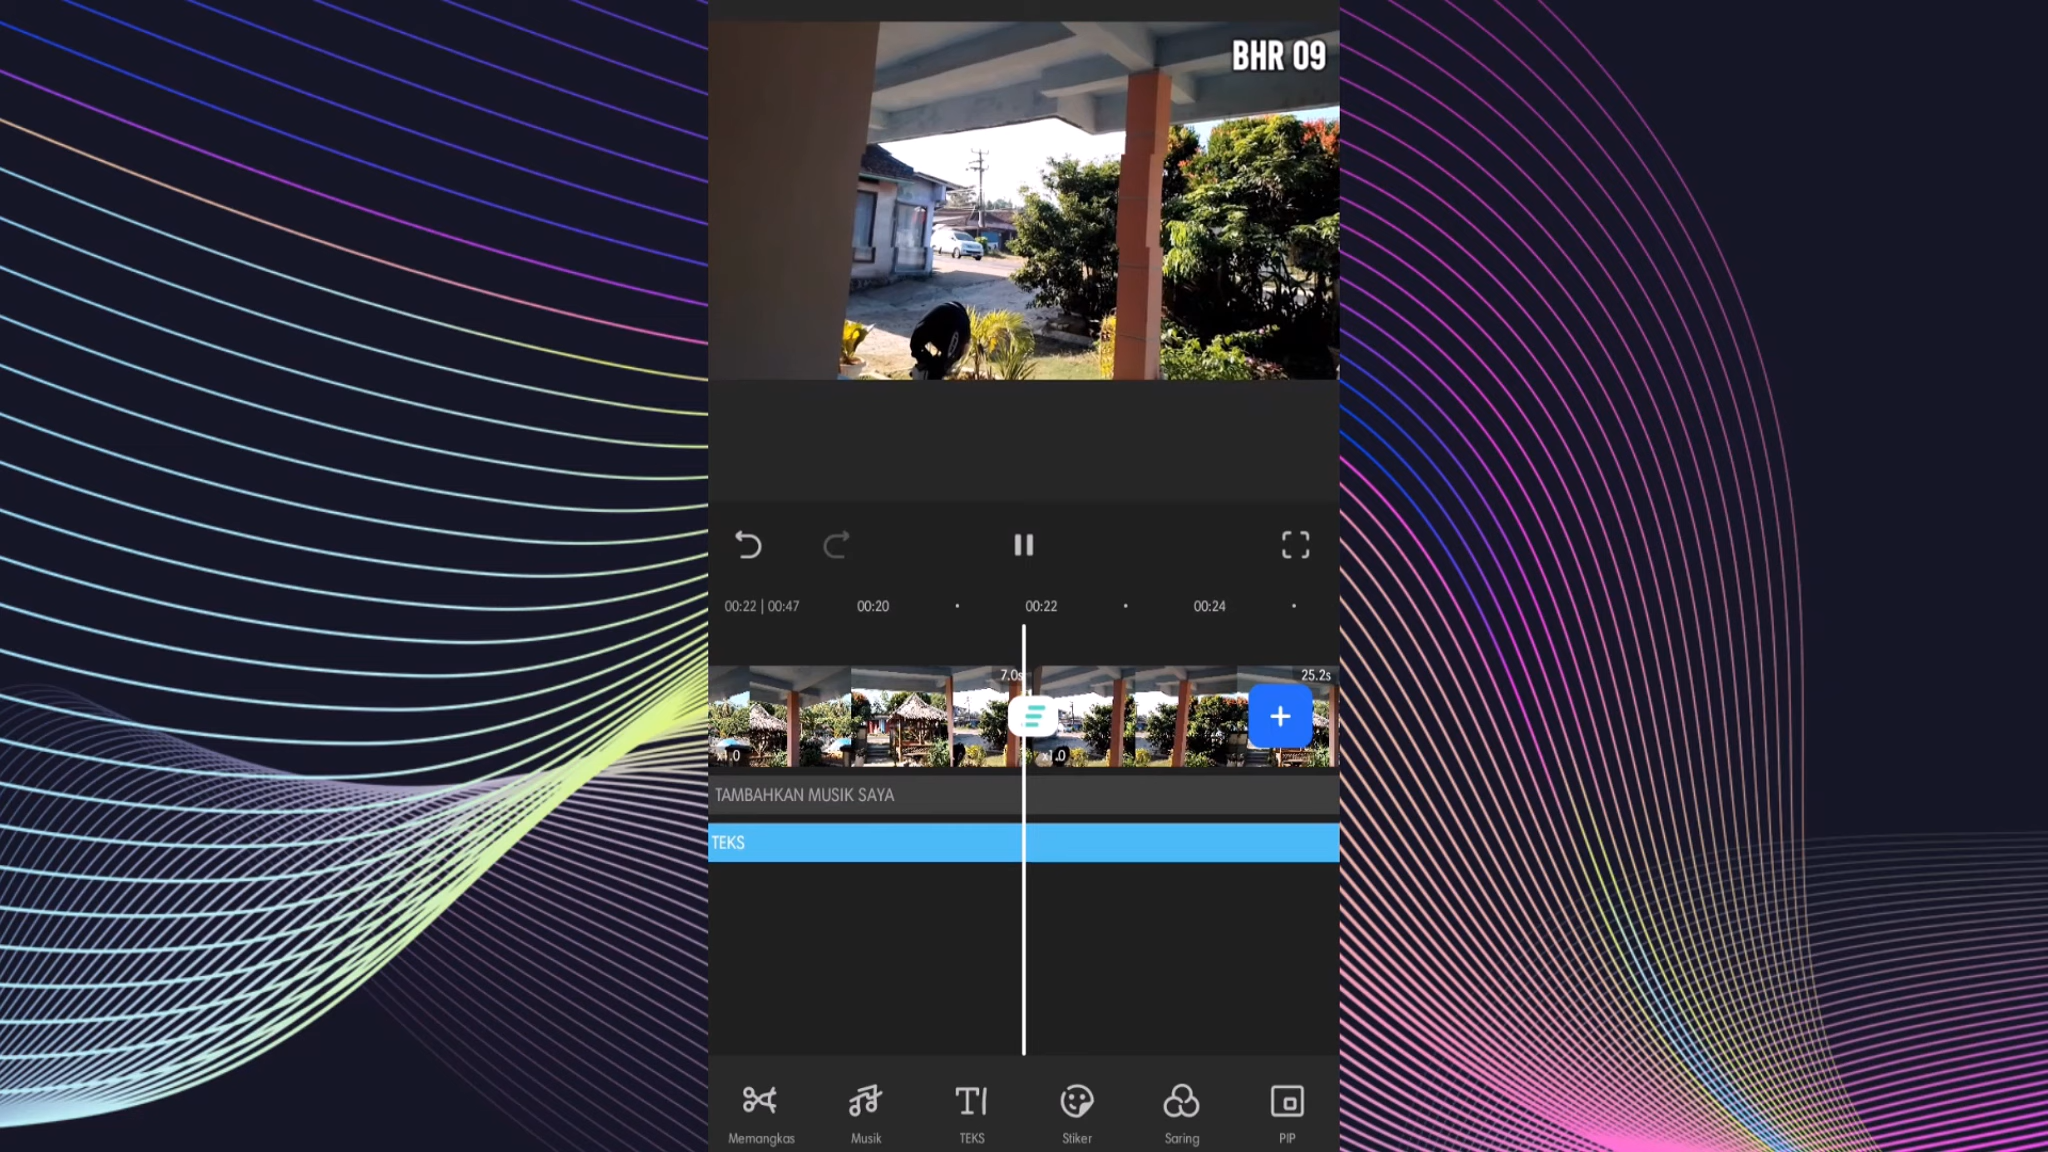 BHR 09
00:22 | 00:47
00:20
00:22
00:24
7.0s
25.2s
x1.0
x1.0
TAMBAHKAN MUSIK SAYA
TEKS
Memangkas
Musik
TEKS
Stiker
Saring
PIP